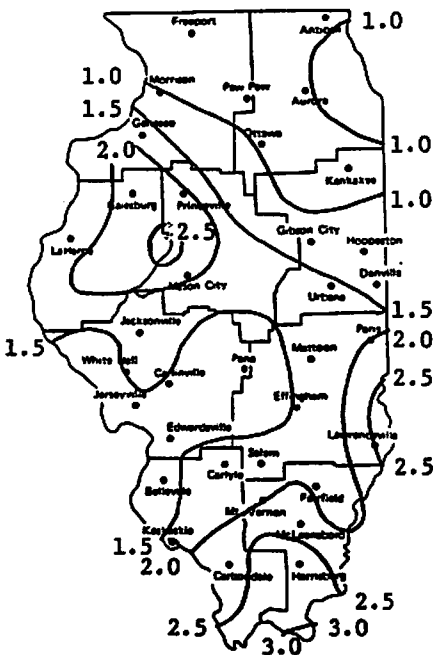 Freeport
1.0
1.0
Morrison
Paw Paw
Aurora
1.5
Geneseo
Ottawa
2.0
1.0
Kankakee
Galesburg
Princeville
1.0
LaHarpe
2.5
Gibson City
Hoopeston
Danville
Mason City
Urbana
1.5
Jacksonville
Paris
2.0
1.5
White Hall
Pana
Mattoon
Carlinville
2.5
Jerseyville
Effingham
Edwardsville
Lawrenceville
Salem
Carlyle
2.5
Belleville
Fairfield
Mt. Vernon
Kaskaskia
McLeansboro
1.5
2.0
Carbondale
Harrisburg
2.5
2.5
3.0
3.0